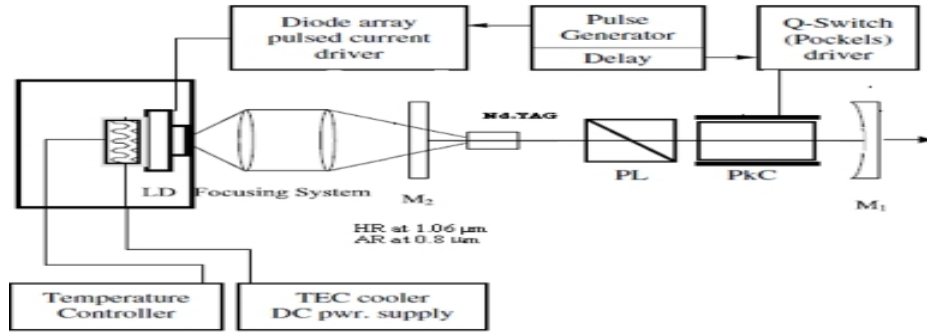 Diode array
pulsed current
driver
Pulse
Generator
Delay
Q-Switch
(Pockels)
driver
Nd.YAG
LD Focusing System
M2
PL
PkC
M1
HR at 1.06 µm
AR at 0.8 µm
Temperature
Controller
TEC cooler
DC pwr. supply